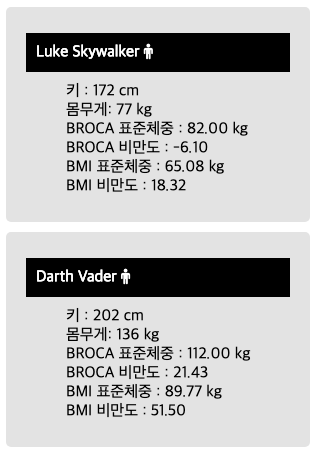 Luke Skywalker
키 : 172 cm
몸무게: 77 kg
BROCA 표준체중 : 82.00 kg
BROCA 비만도 : -6.10
BMI 표준체중 : 65.08 kg
BMI 비만도 : 18.32
Darth Vader
키 : 202 cm
몸무게: 136 kg
BROCA 표준체중 : 112.00 kg
BROCA 비만도 : 21.43
BMI 표준체중 : 89.77 kg
BMI 비만도 : 51.50